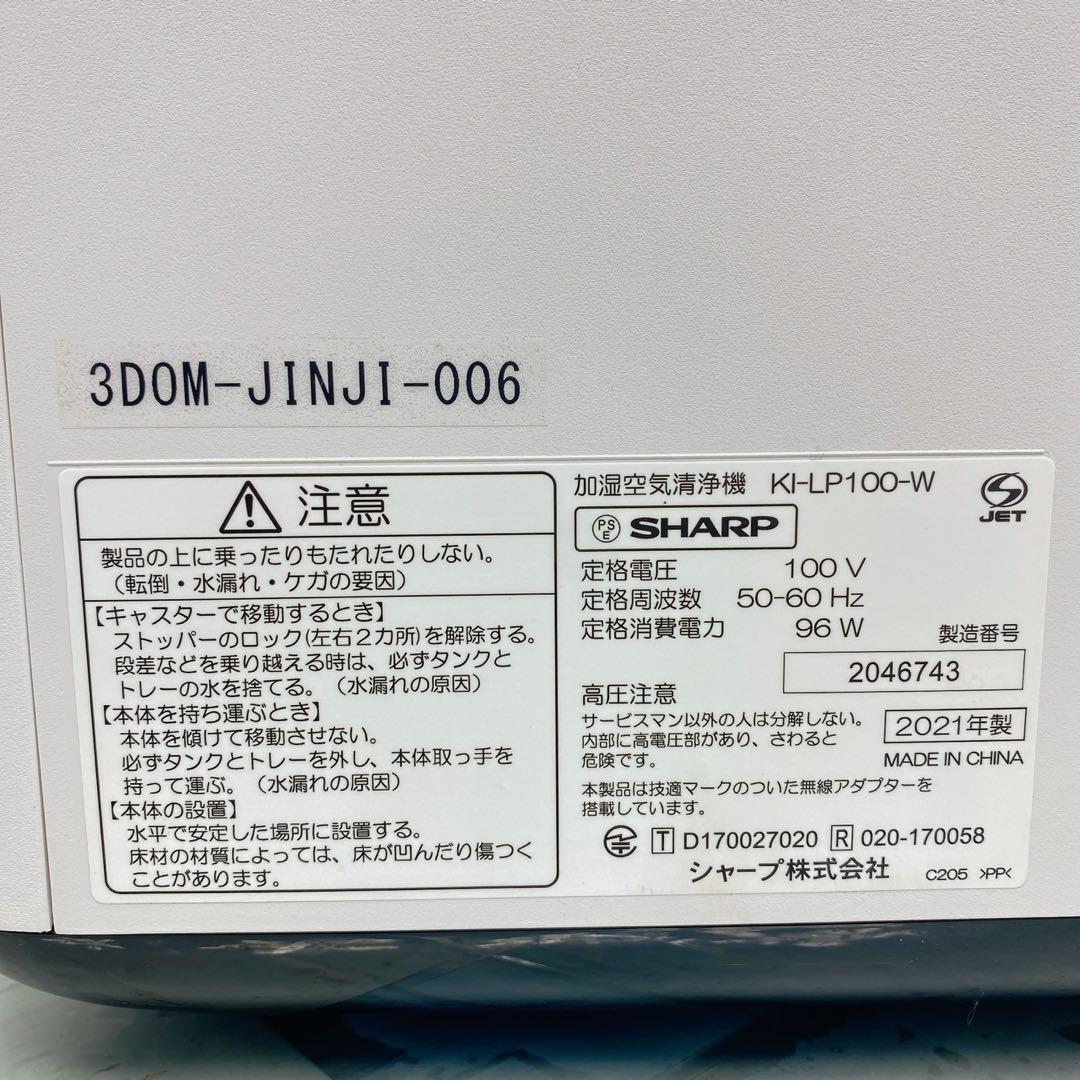 3DOM-JINJI-006
注意
製品の上に乗ったりもたれたりしない。
(転倒・水漏れ・ケガの要因)
【キャスターで移動するとき】
ストッパーのロック(左右2カ所)を解除する。
段差などを乗り越える時は、必ずタンクと
トレーの水を捨てる。(水漏れの原因)
【本体を持ち運ぶとき】
本体を傾けて移動させない。
必ずタンクとトレーを外し、本体取っ手を
持って運ぶ。(水漏れの原因)
【本体の設置】
水平で安定した場所に設置する。
床材の材質によっては、床が凹んだり傷つく
ことがあります。
加湿空気清浄機 KI-LP100-W
JET
PSE SHARP
定格電圧 100 V
定格周波数 50-60 Hz
定格消費電力 96 W
製造番号
2046743
高圧注意
サービスマン以外の人は分解しない。
内部に高電圧部があり、さわると
危険です。
2021年製
MADE IN CHINA
本製品は技適マークのついた無線アダプターを
搭載しています。
T D170027020 R 020-170058
シャープ株式会社
C205 >PP<